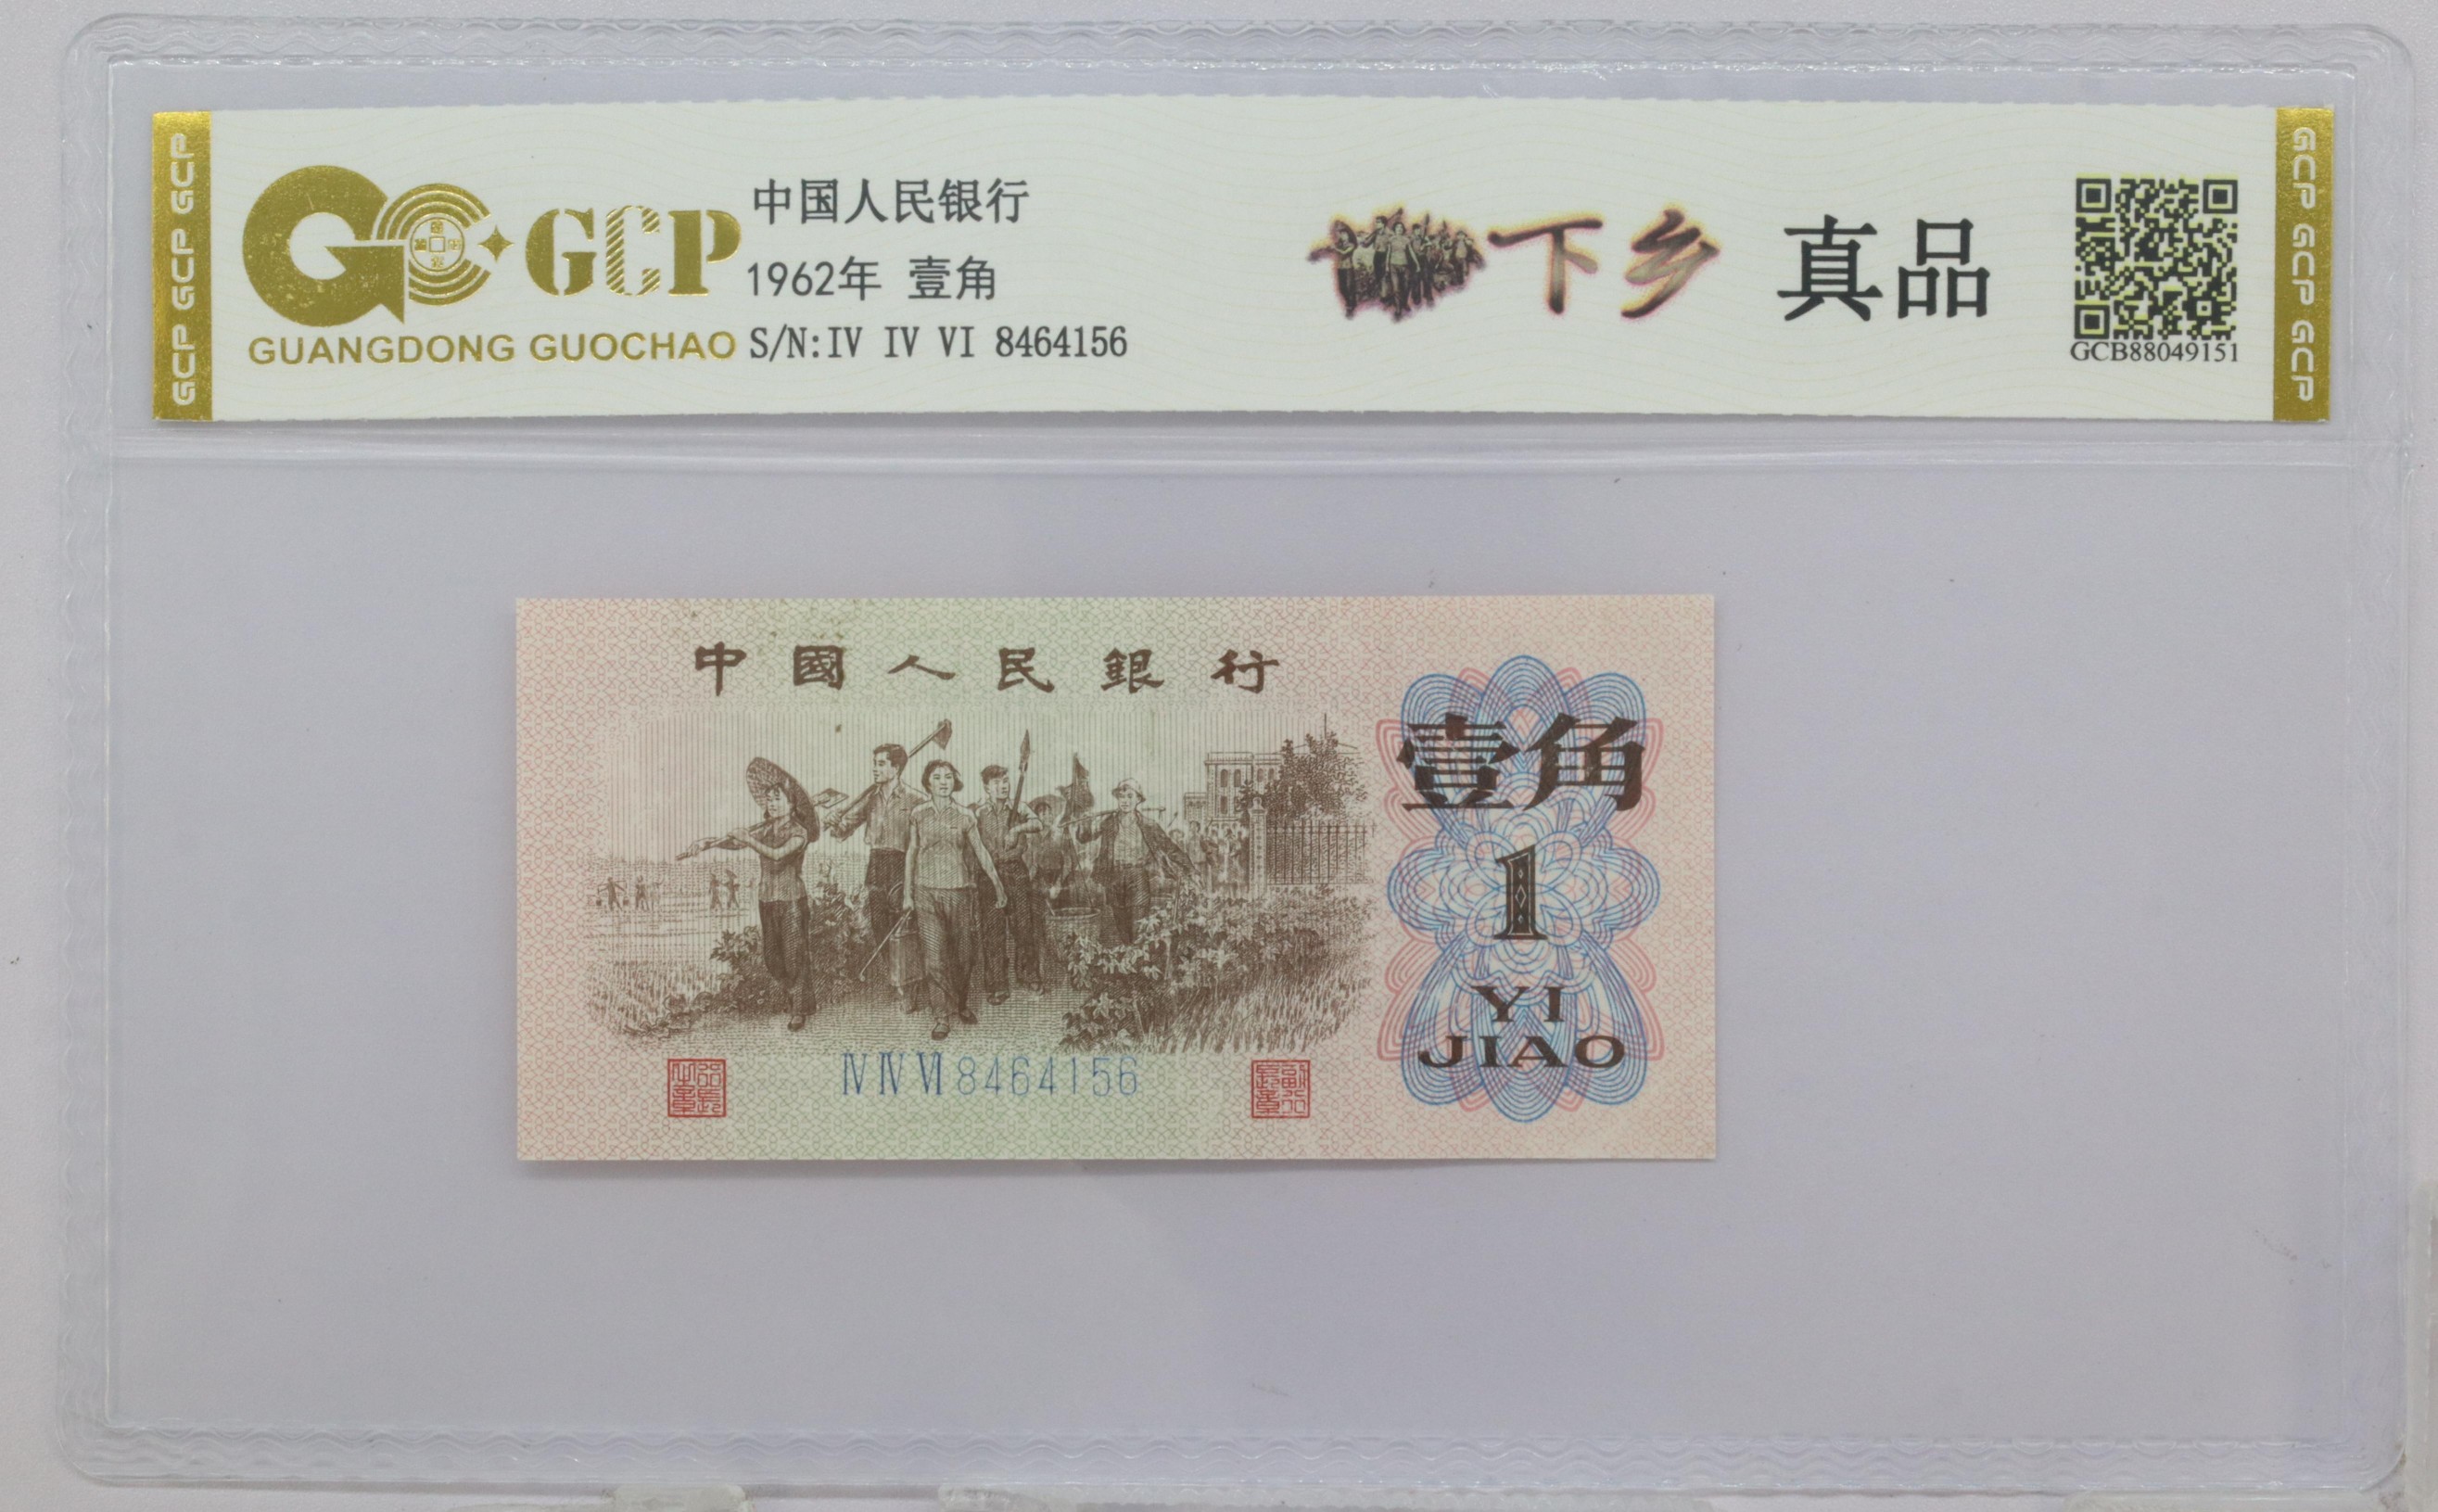 GCP GCP GCP
GCP
GUANGDONG GUOCHAO
中国人民银行
1962年 壹角
S/N:IV IV VI 8464156
下乡 真品
GCB88049151
GCP GCP GCP
中國人民銀行
壹角
1
YI
JIAO
ⅣⅣⅥ8464156